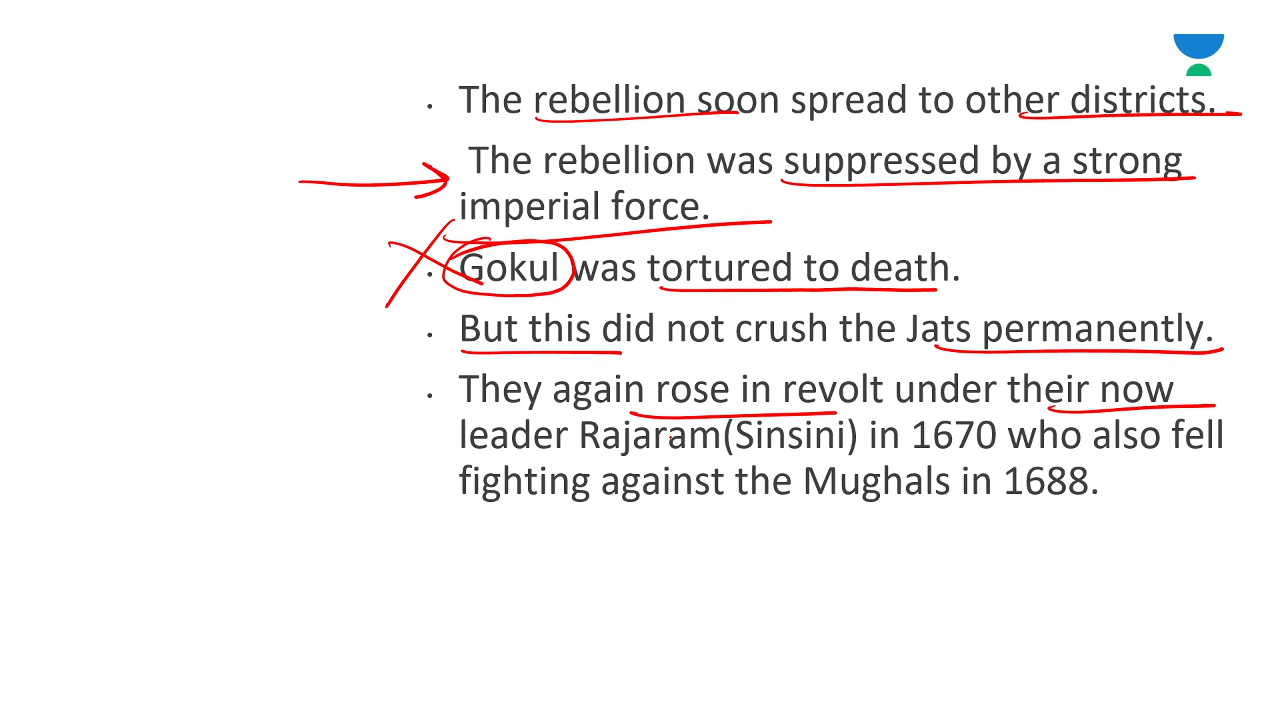 · The rebellion soon spread to other districts.
The rebellion was suppressed by a strong
imperial force.
· Gokul was tortured to death.
· But this did not crush the Jats permanently.
· They again rose in revolt under their now
leader Rajaram(Sinsini) in 1670 who also fell
fighting against the Mughals in 1688.